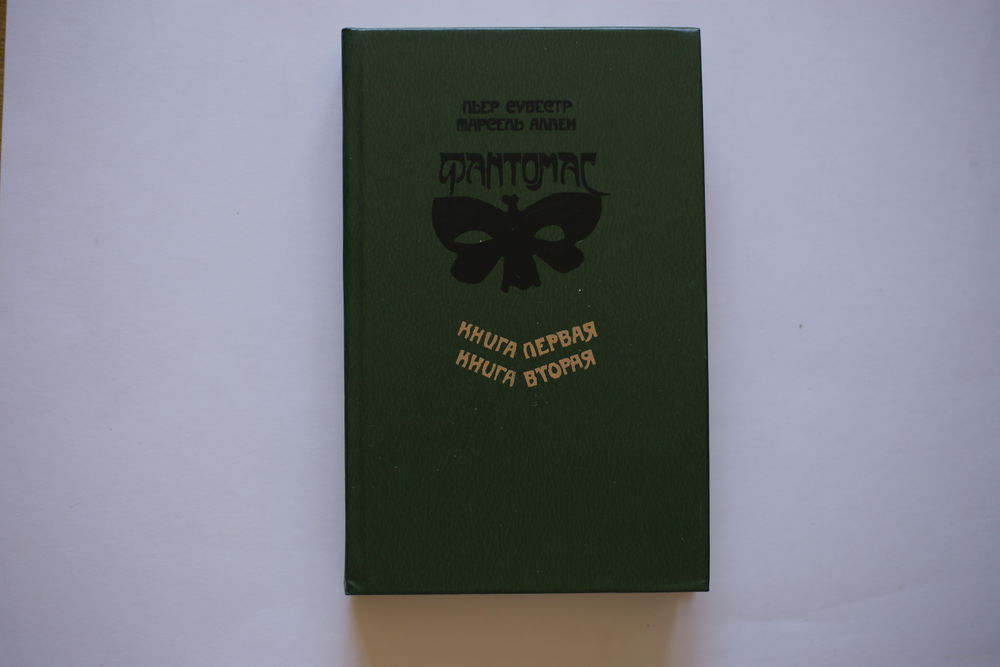 ПЬЕР СУВЕСТР
МАРСЕЛЬ АЛЛЕН
ФАНТОМАС
КНИГА ПЕРВАЯ
КНИГА ВТОРАЯ